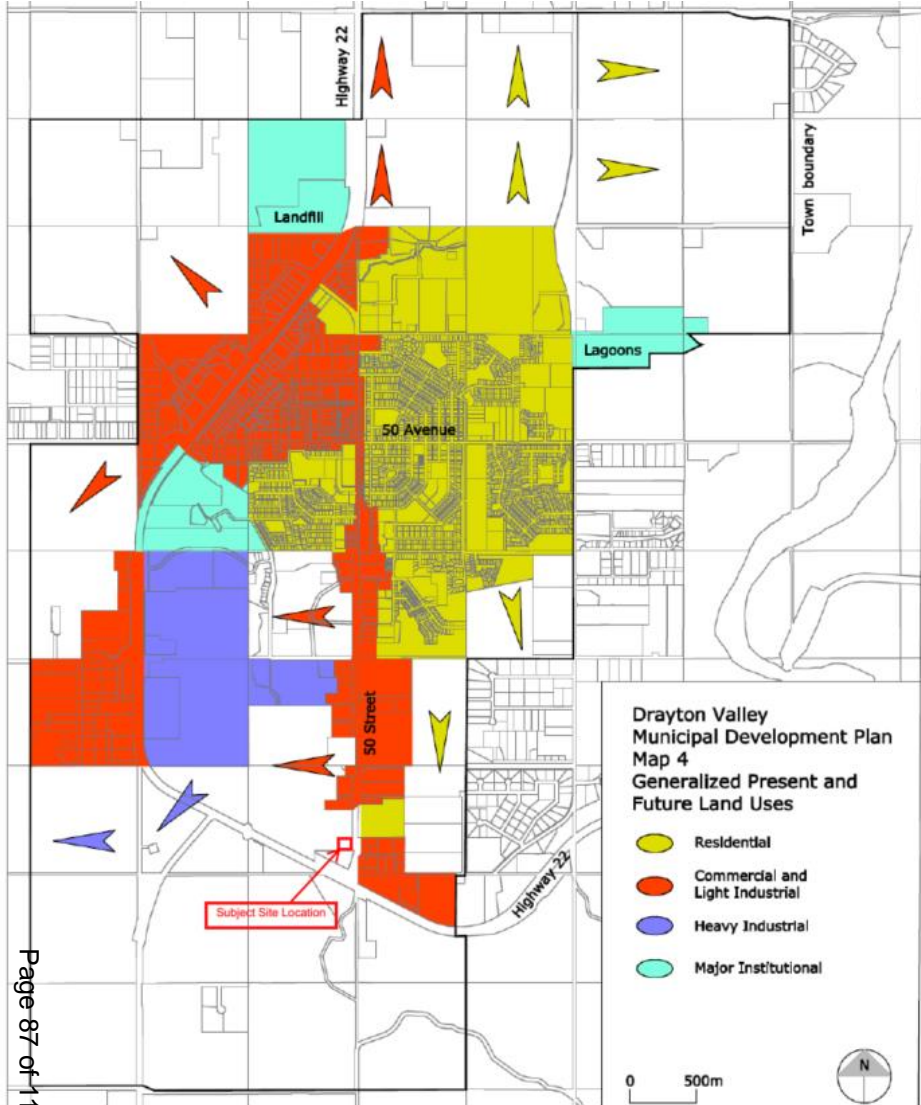 Highway 22
Town boundary
Landfill
Lagoons
50 Avenue
50 Street
Subject Site Location
Highway 22
Drayton Valley
Municipal Development Plan
Map 4
Generalized Present and
Future Land Uses
Residential
Commercial and
Light Industrial
Heavy Industrial
Major Institutional
0 500m
N
Page 87 of 11